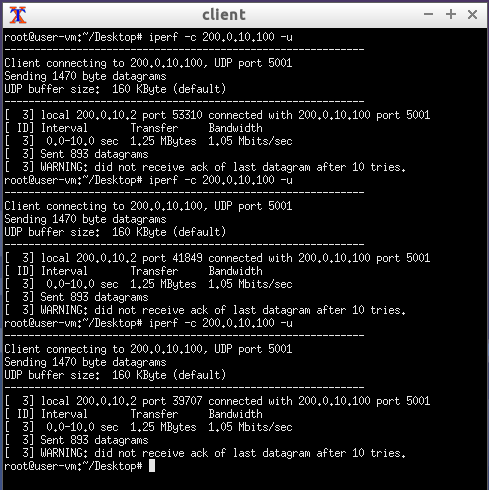 client
root@user-vm:~/Desktop# iperf -c 200.0.10.100 -u
------------------------------------------------------------
Client connecting to 200.0.10.100, UDP port 5001
Sending 1470 byte datagrams
UDP buffer size:  160 KByte (default)
------------------------------------------------------------
[  3] local 200.0.10.2 port 53310 connected with 200.0.10.100 port 5001
[ ID] Interval       Transfer     Bandwidth
[  3]  0.0-10.0 sec  1.25 MBytes  1.05 Mbits/sec
[  3] Sent 893 datagrams
[  3] WARNING: did not receive ack of last datagram after 10 tries.
root@user-vm:~/Desktop# iperf -c 200.0.10.100 -u
------------------------------------------------------------
Client connecting to 200.0.10.100, UDP port 5001
Sending 1470 byte datagrams
UDP buffer size:  160 KByte (default)
------------------------------------------------------------
[  3] local 200.0.10.2 port 41849 connected with 200.0.10.100 port 5001
[ ID] Interval       Transfer     Bandwidth
[  3]  0.0-10.0 sec  1.25 MBytes  1.05 Mbits/sec
[  3] Sent 893 datagrams
[  3] WARNING: did not receive ack of last datagram after 10 tries.
root@user-vm:~/Desktop# iperf -c 200.0.10.100 -u
------------------------------------------------------------
Client connecting to 200.0.10.100, UDP port 5001
Sending 1470 byte datagrams
UDP buffer size:  160 KByte (default)
------------------------------------------------------------
[  3] local 200.0.10.2 port 39707 connected with 200.0.10.100 port 5001
[ ID] Interval       Transfer     Bandwidth
[  3]  0.0-10.0 sec  1.25 MBytes  1.05 Mbits/sec
[  3] Sent 893 datagrams
[  3] WARNING: did not receive ack of last datagram after 10 tries.
root@user-vm:~/Desktop#